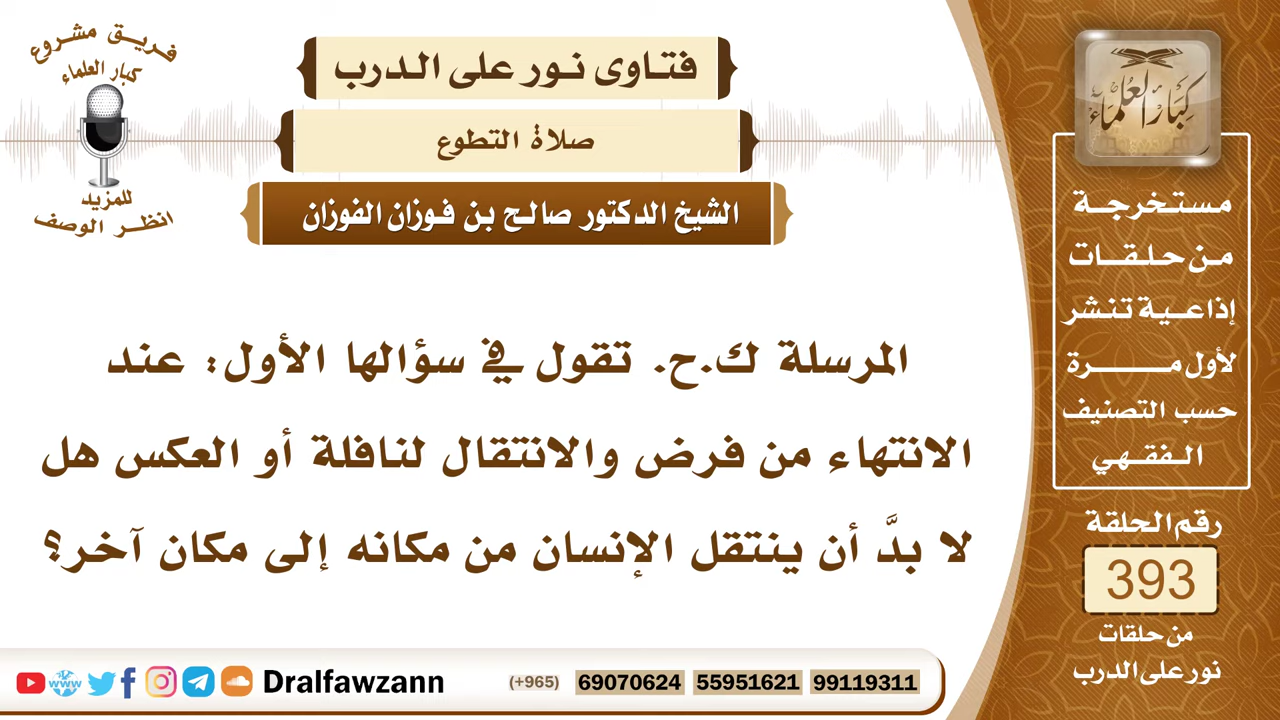 فريق مشروع
كبار العلماء
للمزيد
انظر الوصف
فتاوى نور على الدرب
صلاة التطوع
الشيخ الدكتور صالح بن فوزان الفوزان
المرسلة ك.ح. تقول في سؤالها الأول: عند
الانتهاء من فرض والانتقال لنافلة أو العكس هل
لا بدَّ أن ينتقل الإنسان من مكانه إلى مكان آخر؟
كبار العلماء
مستخرجة
من حلقات
إذاعية تنشر
لأول مرة
حسب التصنيف
الفقهي
رقم الحلقة
393
من حلقات
نور على الدرب
www
Dralfawzann (+965) 69070624 55951621 99119311